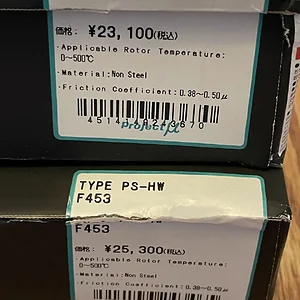 価格: ¥23,100(税込)
・Applicable Rotor Temperature:
0〜500℃
・Material:Non Steel
・Friction Coefficient:0.38〜0.50μ
Project μ
TYPE PS-HW
F453
F453
価格: ¥25,300(税込)
・Applicable Rotor Temperature:
0〜500℃
・Material:Non Steel
・Friction Coefficient:0.38〜0.50μ